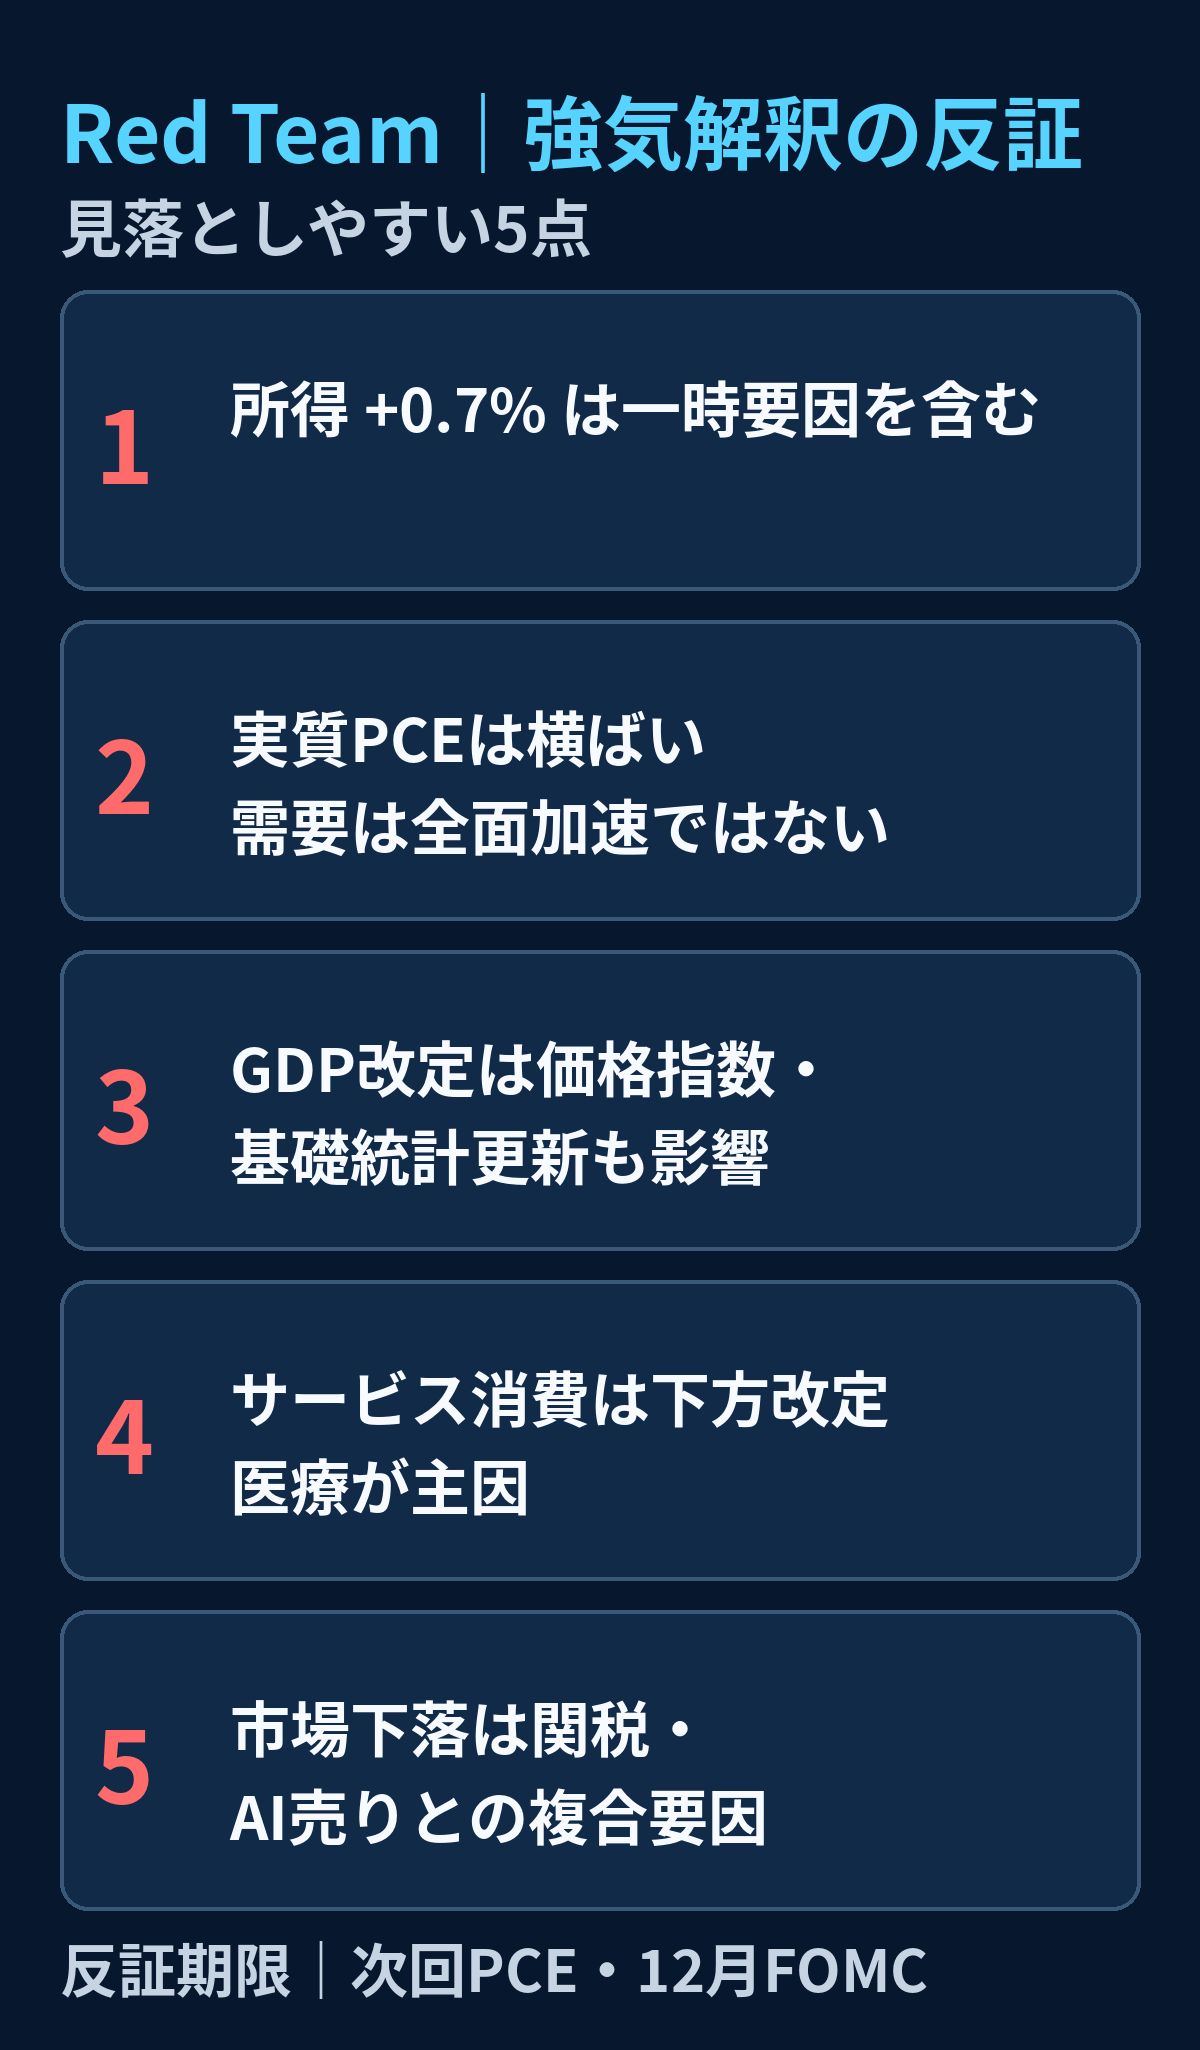 Red Team｜強気解釈の反証
見落としやすい5点
1
所得 +0.7% は一時要因を含む
2
実質PCEは横ばい
需要は全面加速ではない
3
GDP改定は価格指数・
基礎統計更新も影響
4
サービス消費は下方改定
医療が主因
5
市場下落は関税・
AI売りとの複合要因
反証期限｜次回PCE・12月FOMC